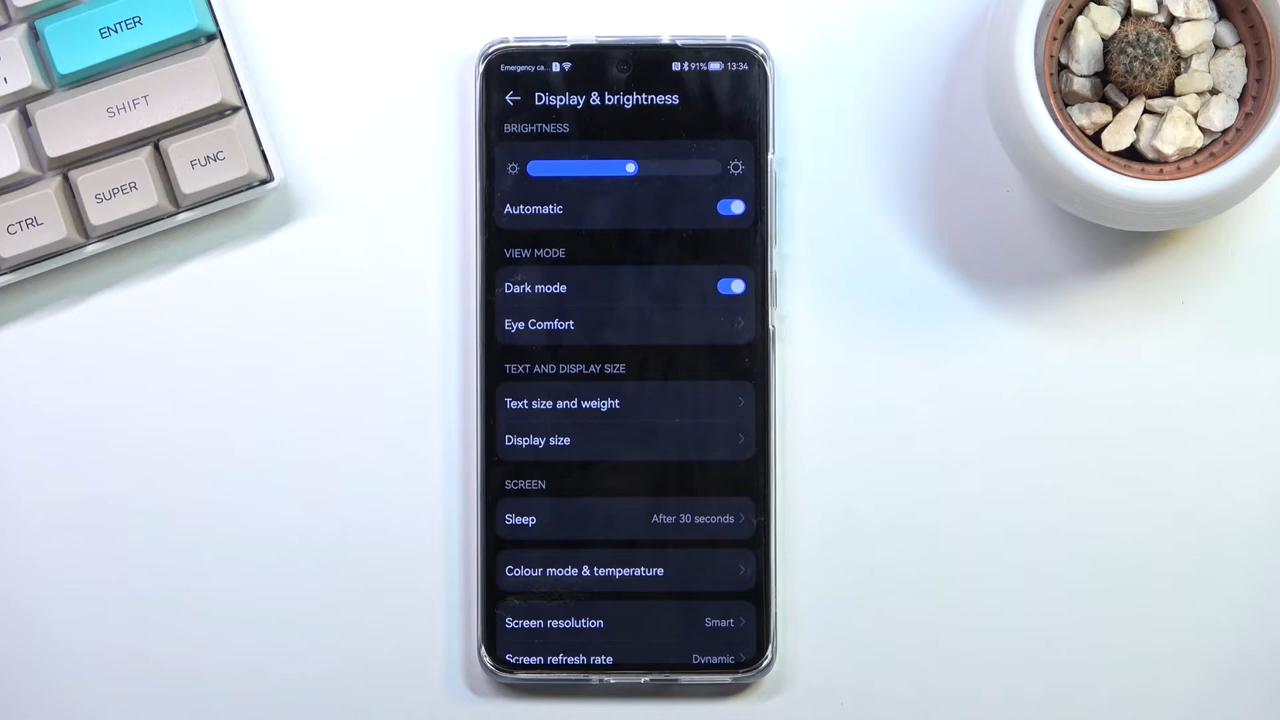 ENTER
SHIFT
FUNC
SUPER
CTRL
Emergency ca... 91% 13:34
Display & brightness
BRIGHTNESS
Automatic
VIEW MODE
Dark mode
Eye Comfort
TEXT AND DISPLAY SIZE
Text size and weight
Display size
SCREEN
Sleep After 30 seconds
Colour mode & temperature
Screen resolution Smart
Screen refresh rate Dynamic